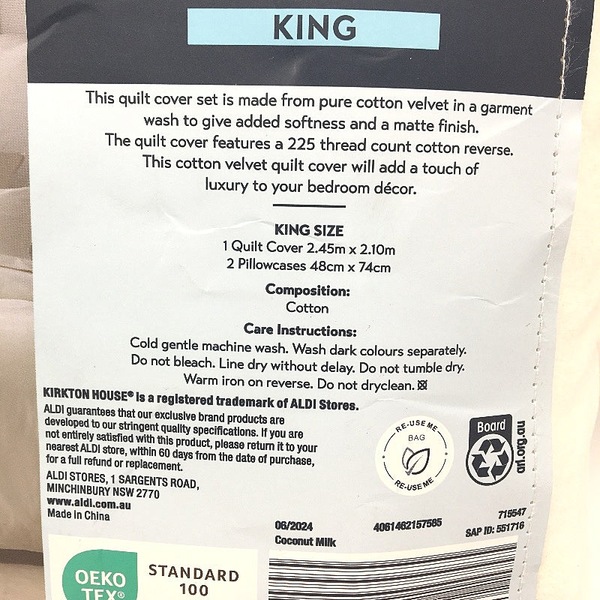 KING
This quilt cover set is made from pure cotton velvet in a garment
wash to give added softness and a matte finish.
The quilt cover features a 225 thread count cotton reverse.
This cotton velvet quilt cover will add a touch of
luxury to your bedroom décor.
KING SIZE
1 Quilt Cover 2.45m x 2.10m
2 Pillowcases 48cm x 74cm
Composition:
Cotton
Care Instructions:
Cold gentle machine wash. Wash dark colours separately.
Do not bleach. Line dry without delay. Do not tumble dry.
Warm iron on reverse. Do not dryclean.
KIRKTON HOUSE® is a registered trademark of ALDI Stores.
ALDI guarantees that our exclusive brand products are
developed to our stringent quality specifications. If you are
not entirely satisfied with this product, please return it to your
nearest ALDI store, within 60 days from the date of purchase,
for a full refund or replacement.
ALDI STORES, 1 SARGENTS ROAD,
MINCHINBURY NSW 2770
www.aldi.com.au
Made in China
RE-USE ME
BAG
RE-USE ME
Board
arl.org.au
06/2024
Coconut Milk
4061462157585
715547
SAP ID: 551716
OEKO
TEX®
STANDARD
100